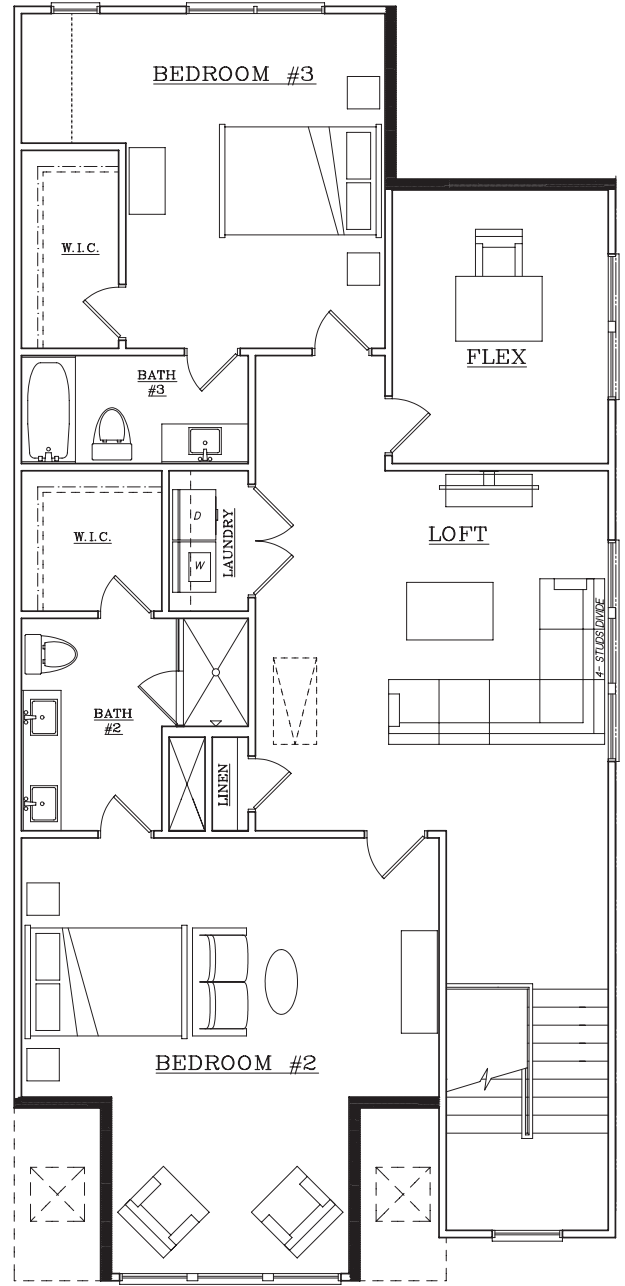 BEDROOM #3
W.I.C.
FLEX
BATH
#3
LOFT
D
W
LAUNDRY
W.I.C.
4- STUDS DIVIDE
BATH
#2
LINEN
BEDROOM #2